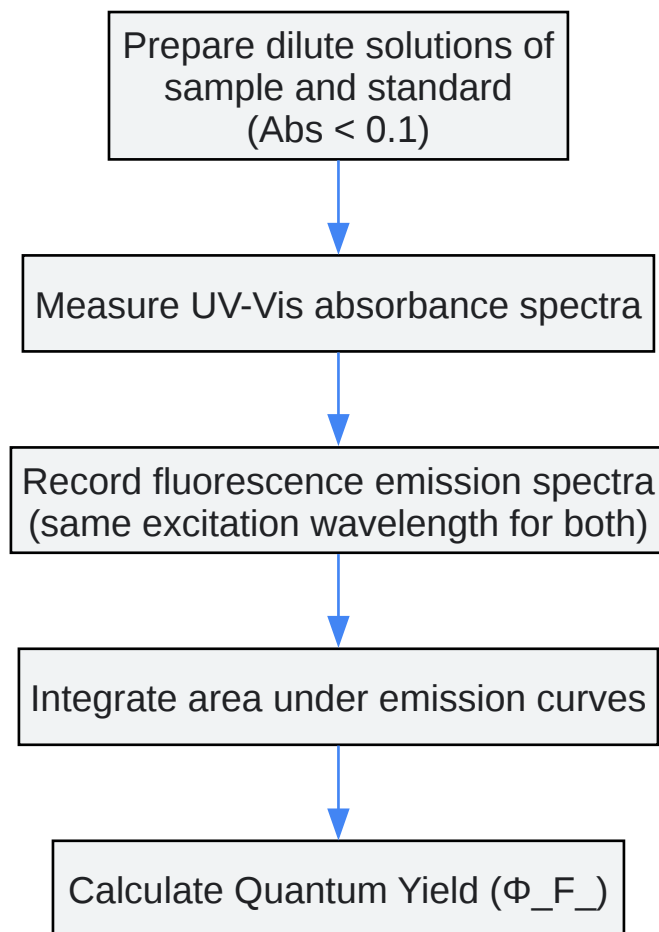 Prepare dilute solutions of
sample and standard
(Abs < 0.1)
Measure UV-Vis absorbance spectra
Record fluorescence emission spectra
(same excitation wavelength for both)
Integrate area under emission curves
Calculate Quantum Yield (Φ_F_)